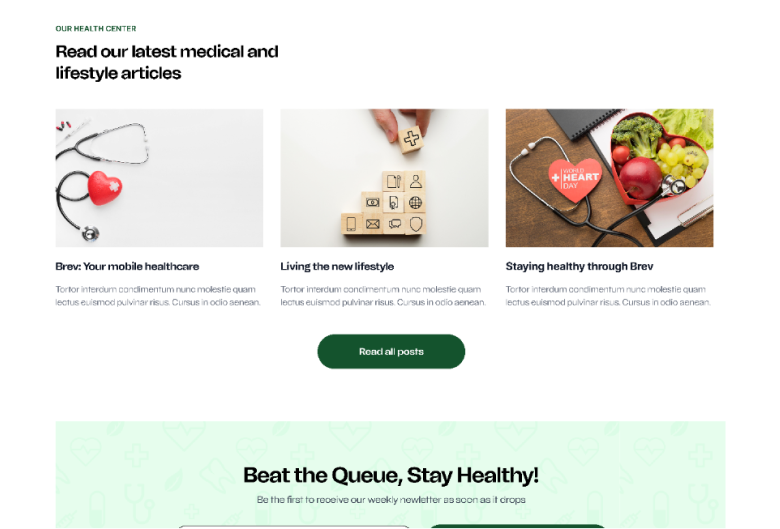 OUR HEALTH CENTER
Read our latest medical and
lifestyle articles
WORLD
HEART
DAY
Brev: Your mobile healthcare
Tortor interdum condimentum nunc molestie quam
lectus euismod pulvinar risus. Cursus in odio aenean.
Living the new lifestyle
Tortor interdum condimentum nunc molestie quam
lectus euismod pulvinar risus. Cursus in odio aenean.
Staying healthy through Brev
Tortor interdum condimentum nunc molestie quam
lectus euismod pulvinar risus. Cursus in odio aenean.
Read all posts
Beat the Queue, Stay Healthy!
Be the first to receive our weekly newletter as soon as it drops